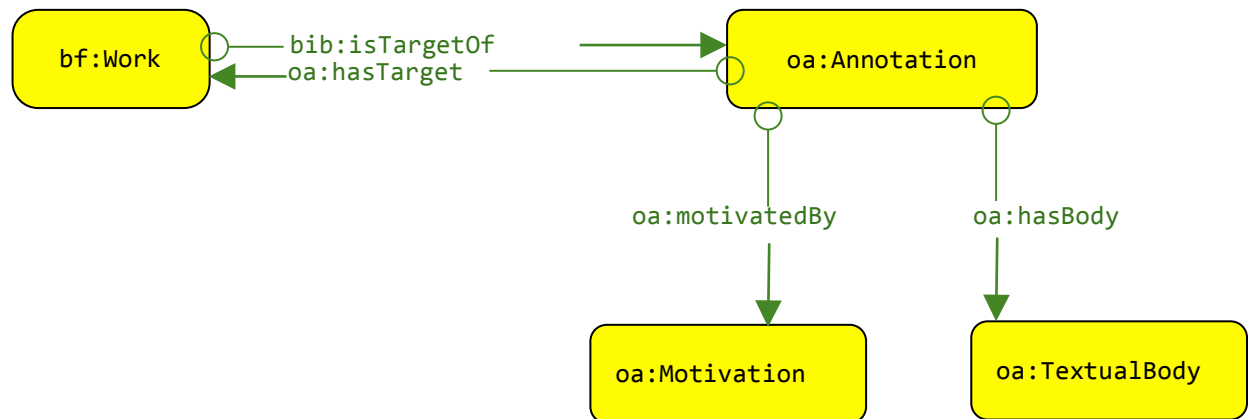 bf:Work
bib:isTargetOf
oa:hasTarget
oa:Annotation
oa:motivatedBy
oa:hasBody
oa:Motivation
oa:TextualBody